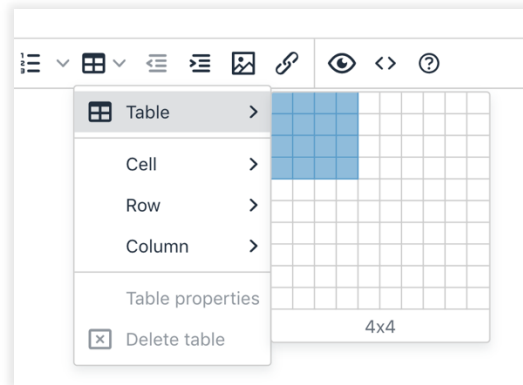 Table
Cell
Row
Column
Table properties
Delete table
4x4